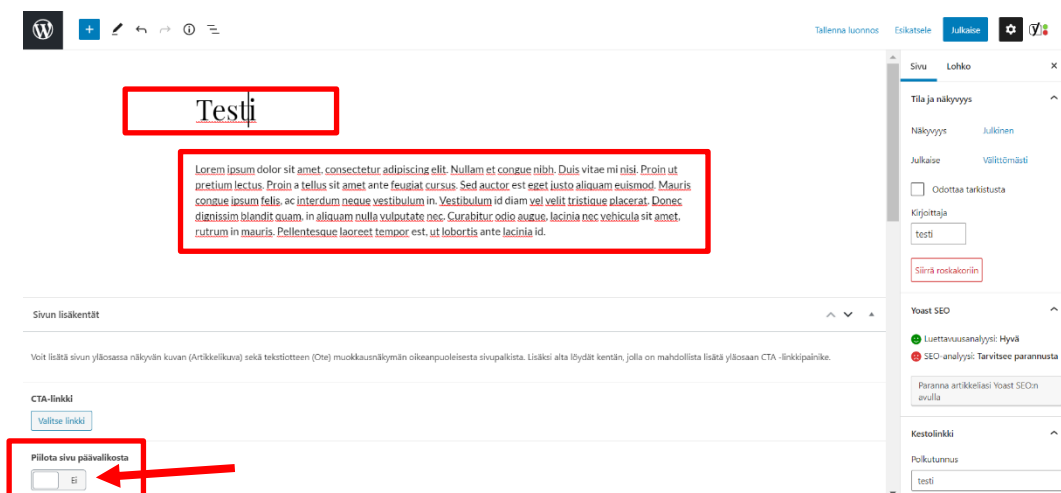 Tallenna luonnos Esikatsele Julkaise
Sivu Lohko
Testi
Tila ja näkyvyys
Näkyvyys Julkinen
Julkaise Välittömästi
Odottaa tarkistusta
Kirjoittaja
testi
Siirrä roskakoriin
Lorem ipsum dolor sit amet, consectetur adipiscing elit. Nullam et congue nibh. Duis vitae mi nisi. Proin ut
pretium lectus. Proin a tellus sit amet ante feugiat cursus. Sed auctor est eget justo aliquam euismod. Mauris
congue ipsum felis, ac interdum neque vestibulum in. Vestibulum id diam vel velit tristique placerat. Donec
dignissim blandit quam, in aliquam nulla vulputate nec. Curabitur odio augue, lacinia nec vehicula sit amet,
rutrum in mauris. Pellentesque laoreet tempor est, ut lobortis ante lacinia id.
Sivun lisäkentät
Voit lisätä sivun yläosassa näkyvän kuvan (Artikkelikuva) sekä tekstiotteen (Ote) muokkausnäkymän oikeanpuoleisesta sivupalkista. Lisäksi alta löydät kentän, jolla on mahdollista lisätä yläosaan CTA -linkkipainike.
CTA-linkki
Valitse linkki
Piilota sivu päävalikosta
Ei
Yoast SEO
Luettavuusanalyysi: Hyvä
SEO-analyysi: Tarvitsee parannusta
Paranna artikkeliasi Yoast SEO:n
avulla
Kestolinkki
Polkutunnus
testi